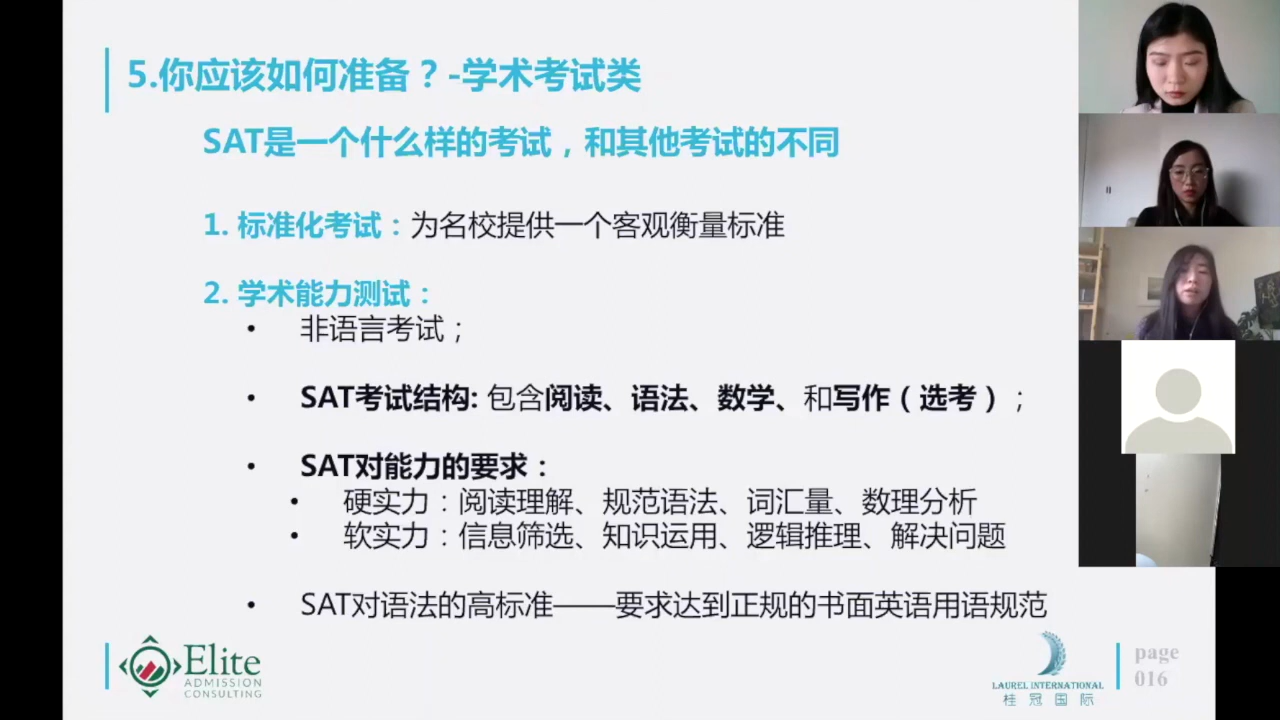 5.你应该如何准备？-学术考试类
SAT是一个什么样的考试，和其他考试的不同
1. 标准化考试：为名校提供一个客观衡量标准
2. 学术能力测试：
• 非语言考试；
• SAT考试结构: 包含阅读、语法、数学、和写作（选考）；
• SAT对能力的要求：
• 硬实力：阅读理解、规范语法、词汇量、数理分析
• 软实力：信息筛选、知识运用、逻辑推理、解决问题
• SAT对语法的高标准——要求达到正规的书面英语用语规范
Elite
ADMISSION
CONSULTING
LAUREL INTERNATIONAL
桂冠国际
page
016